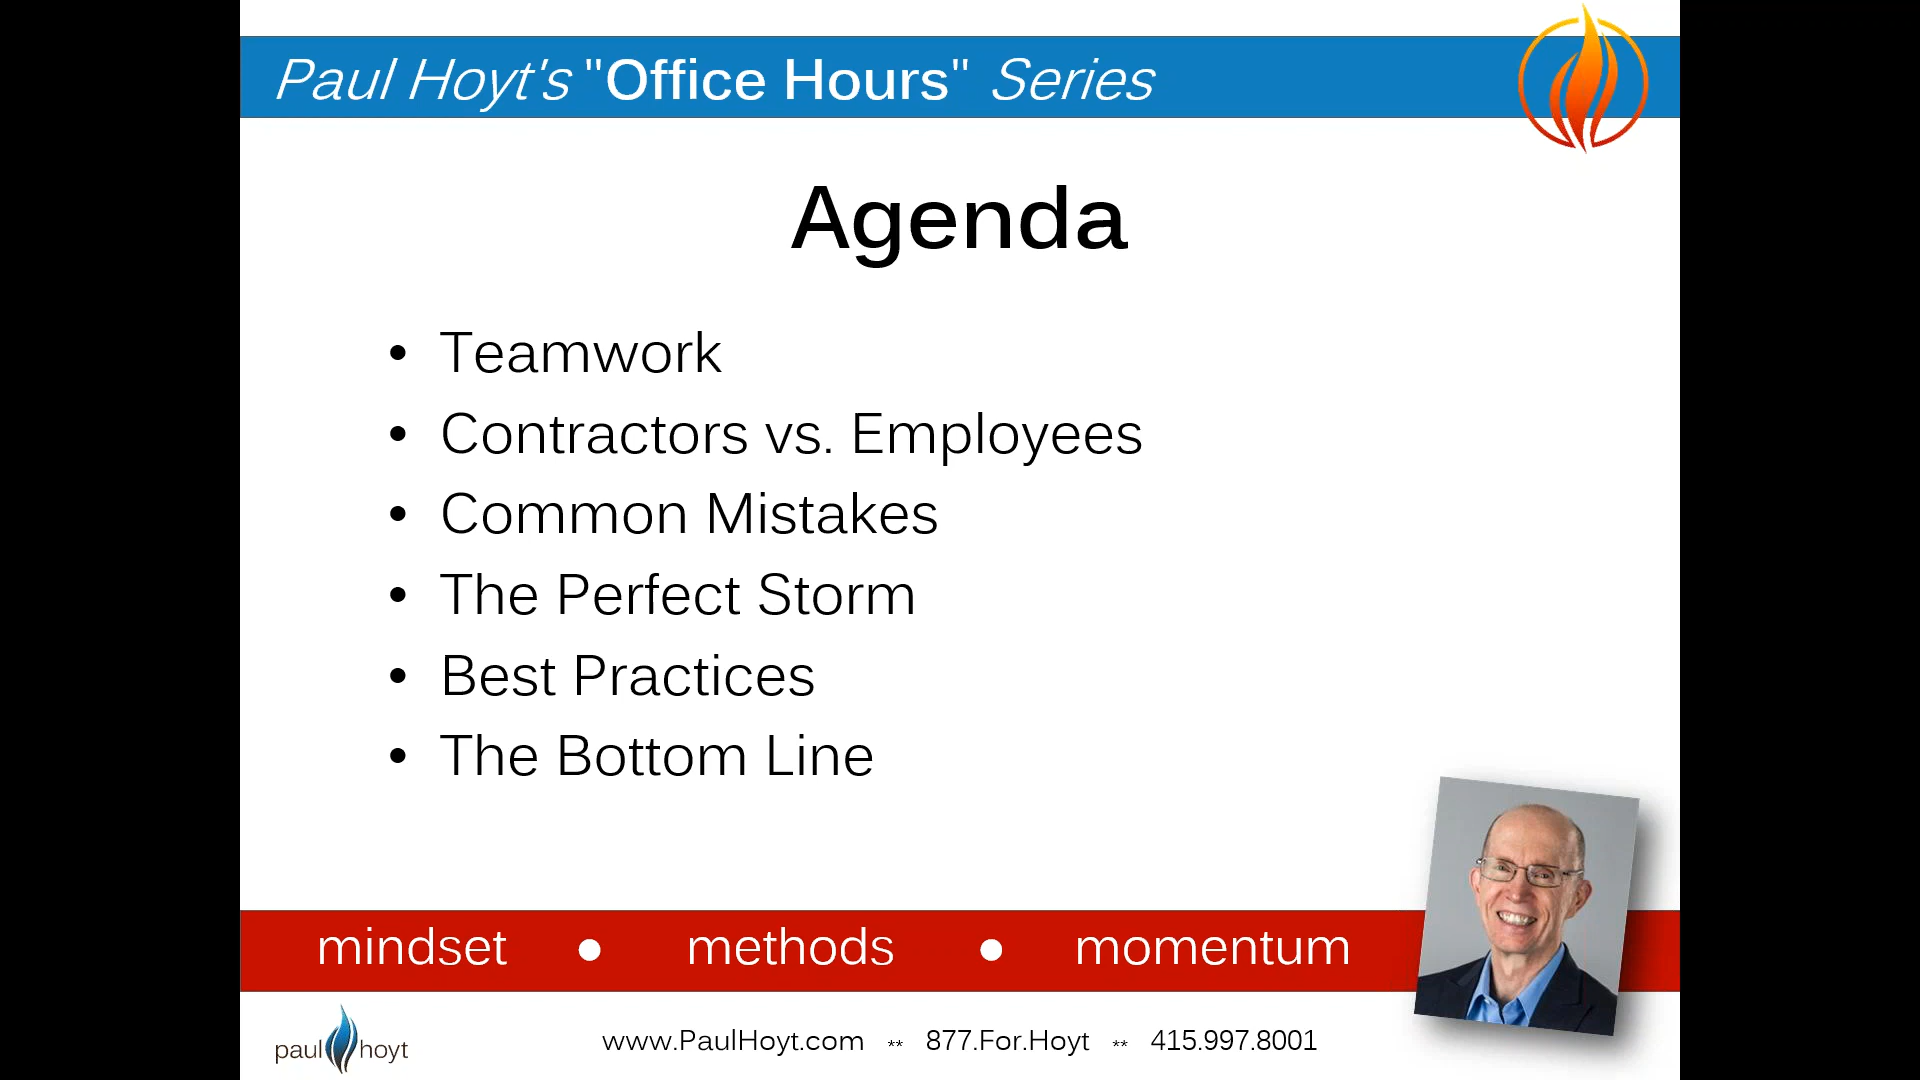 Paul Hoyt's "Office Hours" Series
Agenda
• Teamwork
• Contractors vs. Employees
• Common Mistakes
• The Perfect Storm
• Best Practices
• The Bottom Line
mindset • methods • momentum
paul hoyt
www.PaulHoyt.com ** 877.For.Hoyt ** 415.997.8001